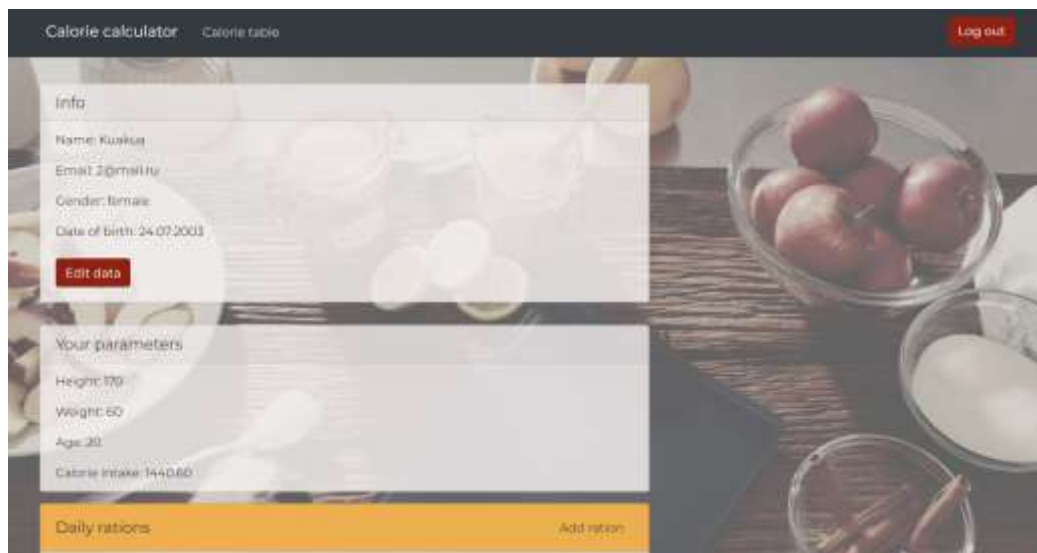 Calorie calculator Calorie table Log out
Info
Name: Kuakua
Email: 2@mail.ru
Gender: female
Date of birth: 24.07.2003
Edit data
Your parameters
Height: 170
Weight: 60
Age: 20
Calorie intake: 1440.60
Daily rations Add ration